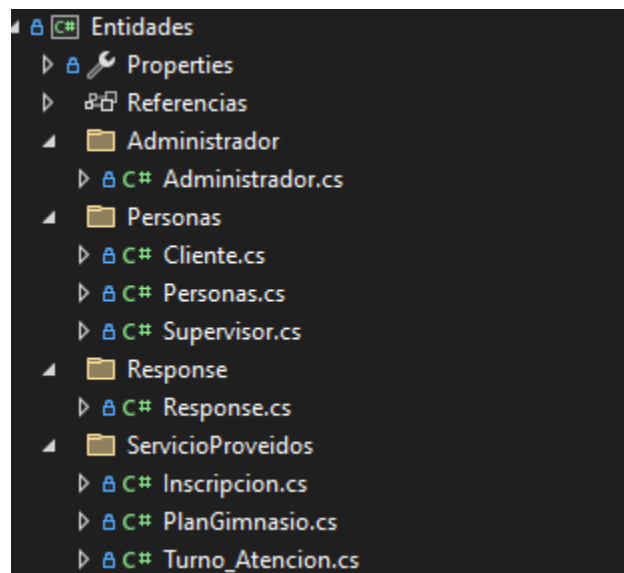 C# Entidades
Properties
Referencias
Administrador
C# Administrador.cs
Personas
C# Cliente.cs
C# Personas.cs
C# Supervisor.cs
Response
C# Response.cs
ServicioProveidos
C# Inscripcion.cs
C# PlanGimnasio.cs
C# Turno_Atencion.cs